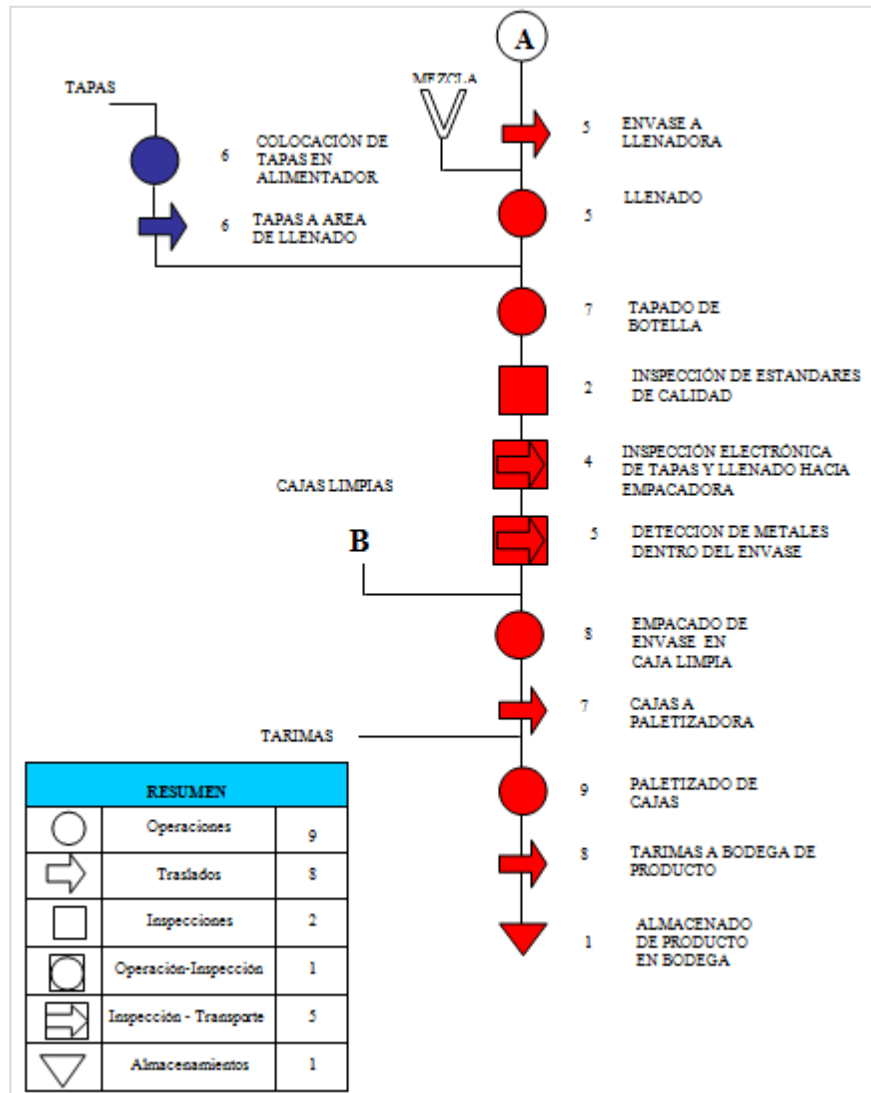 A
MEZCLA
TAPAS
5 ENVASE A
LLENADORA
6 COLOCACIÓN DE
TAPAS EN
ALIMENTADOR
LLENADO
5
6 TAPAS A AREA
DE LLENADO
7 TAPADO DE
BOTELLA
2 INSPECCIÓN DE ESTANDARES
DE CALIDAD
4 INSPECCIÓN ELECTRÓNICA
DE TAPAS Y LLENADO HACIA
EMPACADORA
CAJAS LIMPIAS
B
5 DETECCION DE METALES
DENTRO DEL ENVASE
8 EMPACADO DE
ENVASE EN
CAJA LIMPIA
7 CAJAS A
PALETIZADORA
TARIMAS
9 PALETIZADO DE
CAJAS
8 TARIMAS A BODEGA DE
PRODUCTO
1 ALMACENADO
DE PRODUCTO
EN BODEGA
RESUMEN
Operaciones 9
Traslados 8
Inspecciones 2
Operación-Inspección 1
Inspección - Transporte 5
Almacenamientos 1